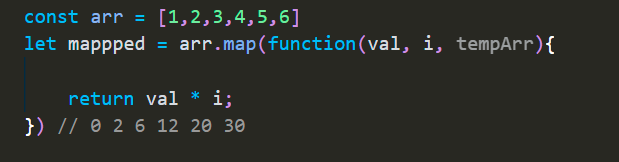 const arr = [1,2,3,4,5,6]
let mappped = arr.map(function(val, i, tempArr){
return val * i;
}) // 0 2 6 12 20 30